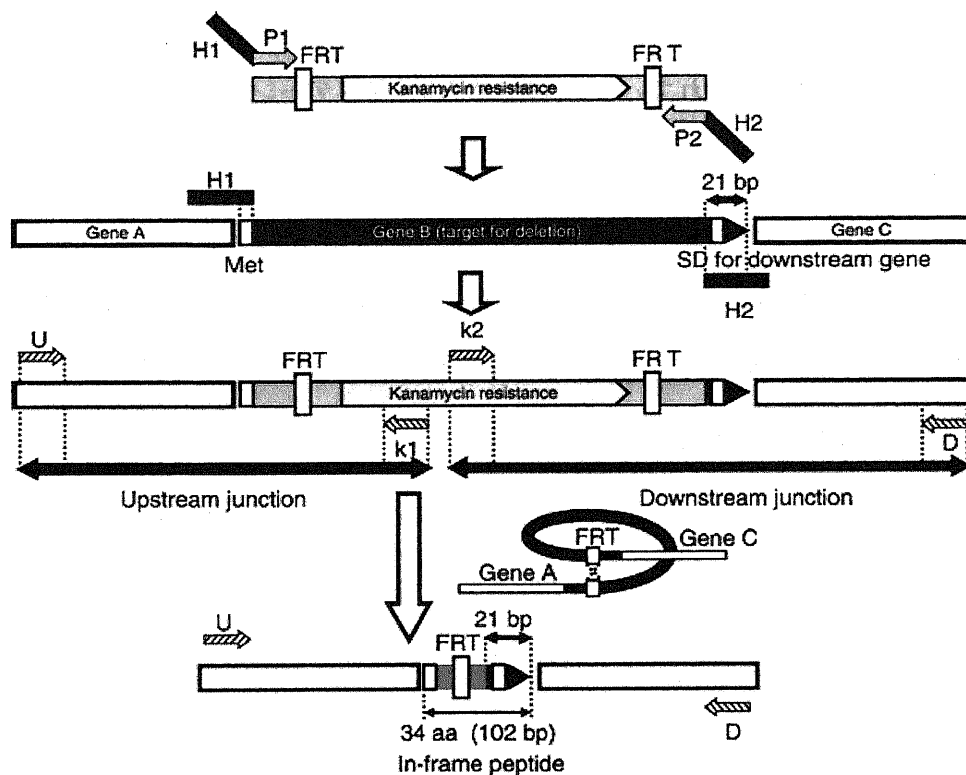 H1
P1
FRT
FR T
Kanamycin resistance
P2
H2
H1
21 bp
Gene A
Gene B (target for deletion)
Gene C
Met
SD for downstream gene
H2
U
k2
FRT
FR T
Kanamycin resistance
k1
D
Upstream junction
Downstream junction
FRT
Gene C
Gene A
U
21 bp
FRT
34 aa (102 bp)
D
In-frame peptide